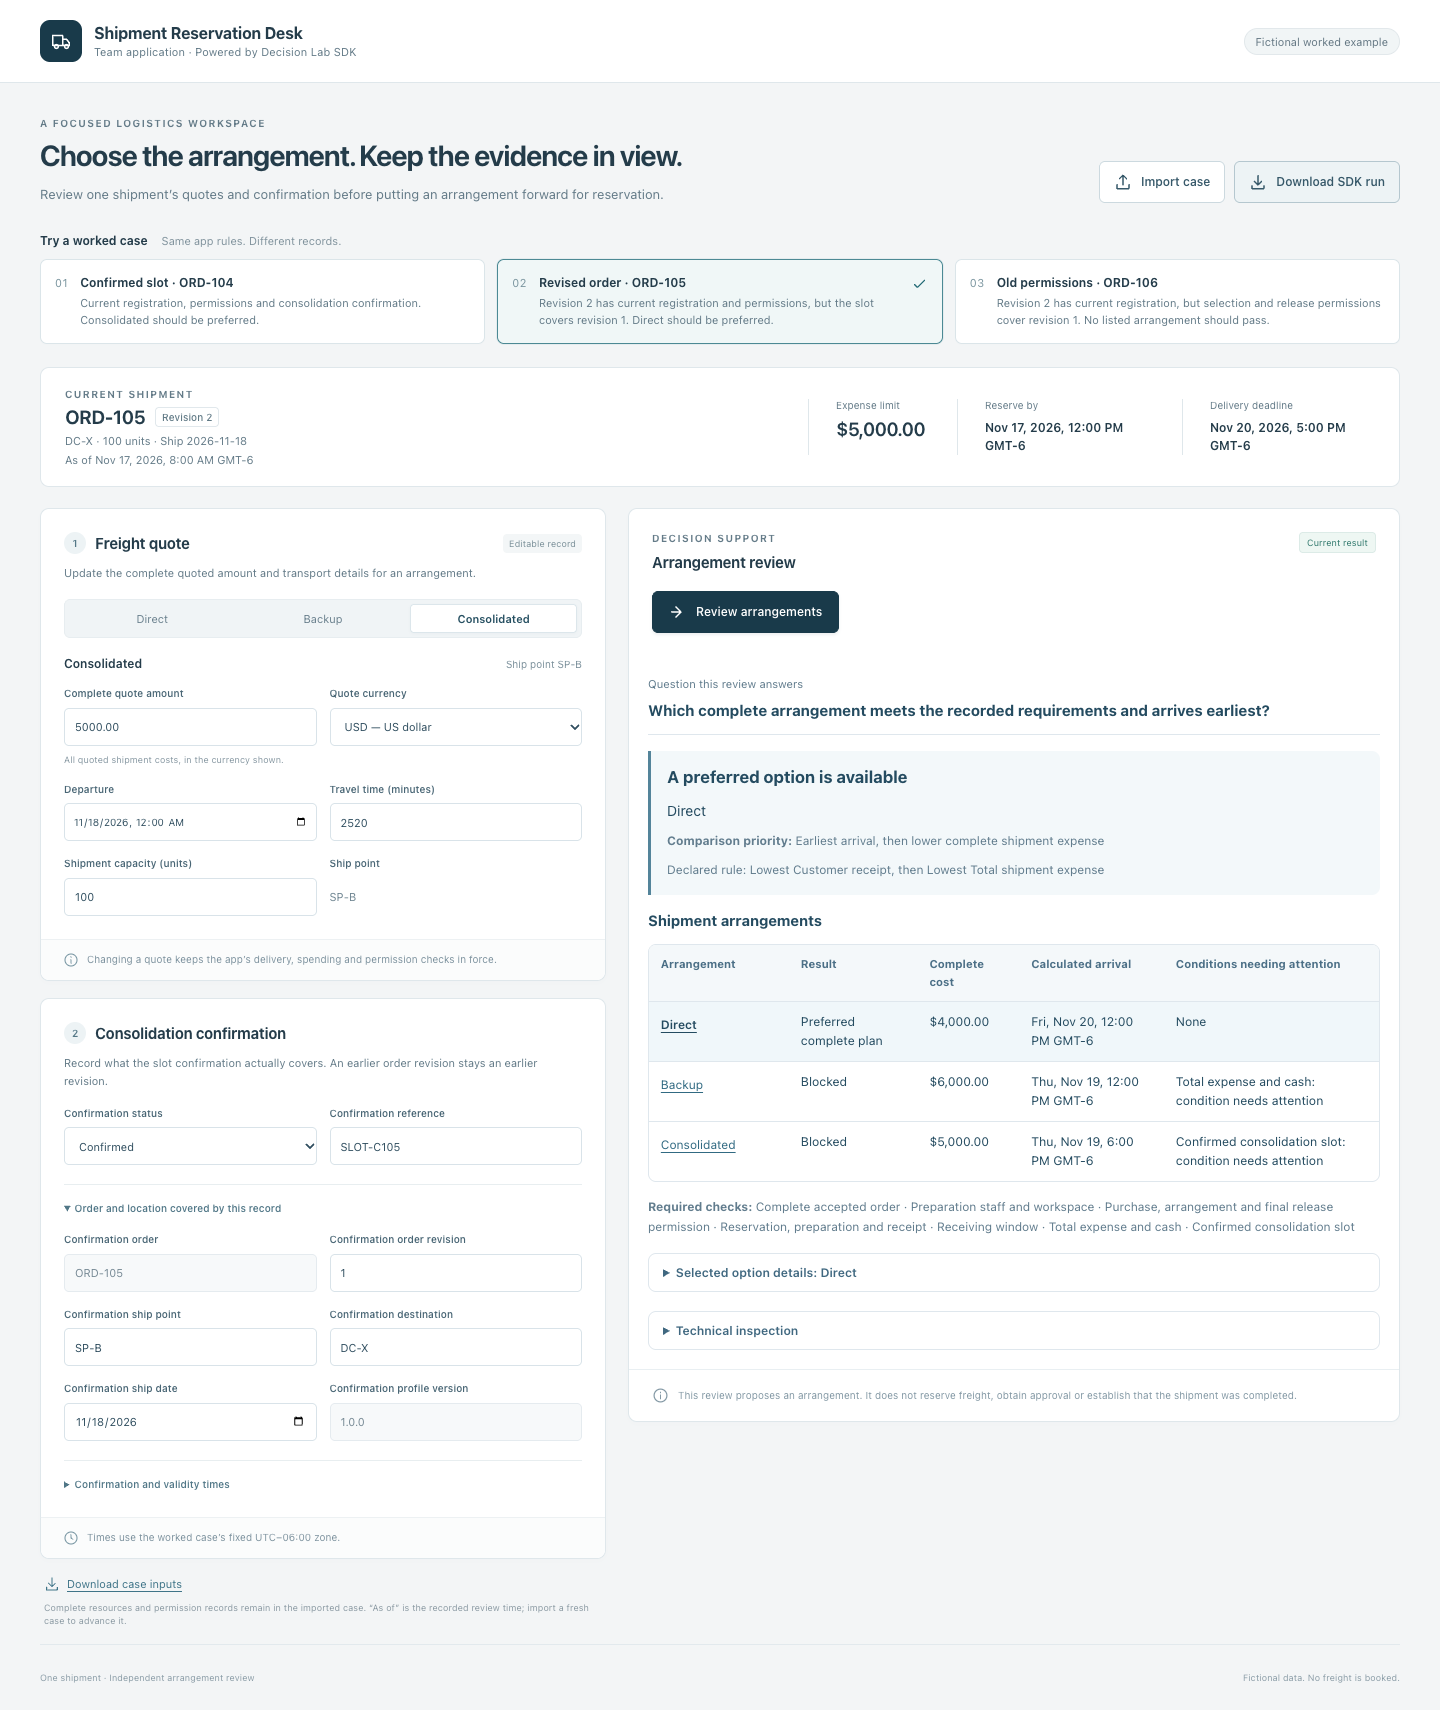 Shipment Reservation Desk
Team application · Powered by Decision Lab SDK
Fictional worked example
A FOCUSED LOGISTICS WORKSPACE
Choose the arrangement. Keep the evidence in view.
Review one shipment's quotes and confirmation before putting an arrangement forward for reservation.
Import case
Download SDK run
Try a worked case
Same app rules. Different records.
01
Confirmed slot · ORD-104
Current registration, permissions and consolidation confirmation.
Consolidated should be preferred.
02
Revised order · ORD-105
Revision 2 has current registration and permissions, but the slot
covers revision 1. Direct should be preferred.
03
Old permissions · ORD-106
Revision 2 has current registration, but selection and release permissions
cover revision 1. No listed arrangement should pass.
CURRENT SHIPMENT
ORD-105
Revision 2
DC-X · 100 units · Ship 2026-11-18
As of Nov 17, 2026, 8:00 AM GMT-6
Expense limit
$5,000.00
Reserve by
Nov 17, 2026, 12:00 PM
GMT-6
Delivery deadline
Nov 20, 2026, 5:00 PM
GMT-6
1
Freight quote
Editable record
Update the complete quoted amount and transport details for an arrangement.
Direct
Backup
Consolidated
Consolidated
Ship point SP-B
Complete quote amount
Quote currency
5000.00
USD — US dollar
All quoted shipment costs, in the currency shown.
Departure
Travel time (minutes)
11/18/2026, 12:00 AM
2520
Shipment capacity (units)
Ship point
100
SP-B
Changing a quote keeps the app's delivery, spending and permission checks in force.
2
Consolidation confirmation
Record what the slot confirmation actually covers. An earlier order revision stays an earlier
revision.
Confirmation status
Confirmation reference
Confirmed
SLOT-C105
▼ Order and location covered by this record
Confirmation order
Confirmation order revision
ORD-105
1
Confirmation ship point
Confirmation destination
SP-B
DC-X
Confirmation ship date
Confirmation profile version
11/18/2026
1.0.0
▶ Confirmation and validity times
Times use the worked case's fixed UTC−06:00 zone.
Download case inputs
Complete resources and permission records remain in the imported case. “As of” is the recorded review time; import a fresh
case to advance it.
DECISION SUPPORT
Current result
Arrangement review
Review arrangements
Question this review answers
Which complete arrangement meets the recorded requirements and arrives earliest?
A preferred option is available
Direct
Comparison priority: Earliest arrival, then lower complete shipment expense
Declared rule: Lowest Customer receipt, then Lowest Total shipment expense
Shipment arrangements
Arrangement
Result
Complete
cost
Calculated arrival
Conditions needing attention
Direct
Preferred
complete plan
$4,000.00
Fri, Nov 20, 12:00
PM GMT-6
None
Backup
Blocked
$6,000.00
Thu, Nov 19, 12:00
PM GMT-6
Total expense and cash:
condition needs attention
Consolidated
Blocked
$5,000.00
Thu, Nov 19, 6:00
PM GMT-6
Confirmed consolidation slot:
condition needs attention
Required checks: Complete accepted order · Preparation staff and workspace · Purchase, arrangement and final release
permission · Reservation, preparation and receipt · Receiving window · Total expense and cash · Confirmed consolidation slot
▶ Selected option details: Direct
▶ Technical inspection
This review proposes an arrangement. It does not reserve freight, obtain approval or establish that the shipment was completed.
One shipment · Independent arrangement review
Fictional data. No freight is booked.